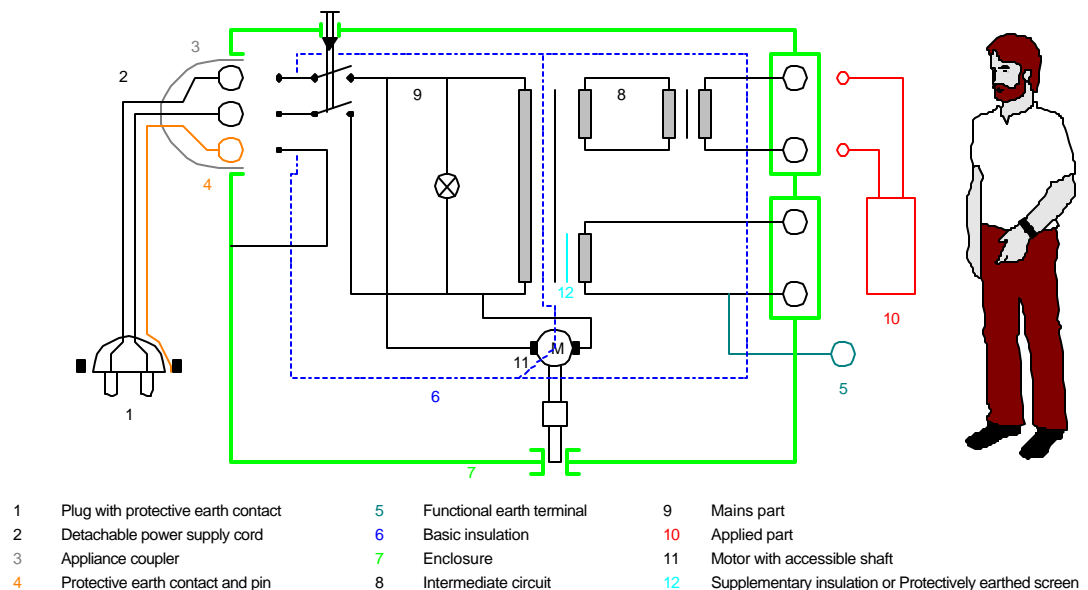 3
2
9
8
4
12
10
M
11
5
6
1
7
1 Plug with protective earth contact
2 Detachable power supply cord
3 Appliance coupler
4 Protective earth contact and pin
5 Functional earth terminal
6 Basic insulation
7 Enclosure
8 Intermediate circuit
9 Mains part
10 Applied part
11 Motor with accessible shaft
12 Supplementary insulation or Protectively earthed screen